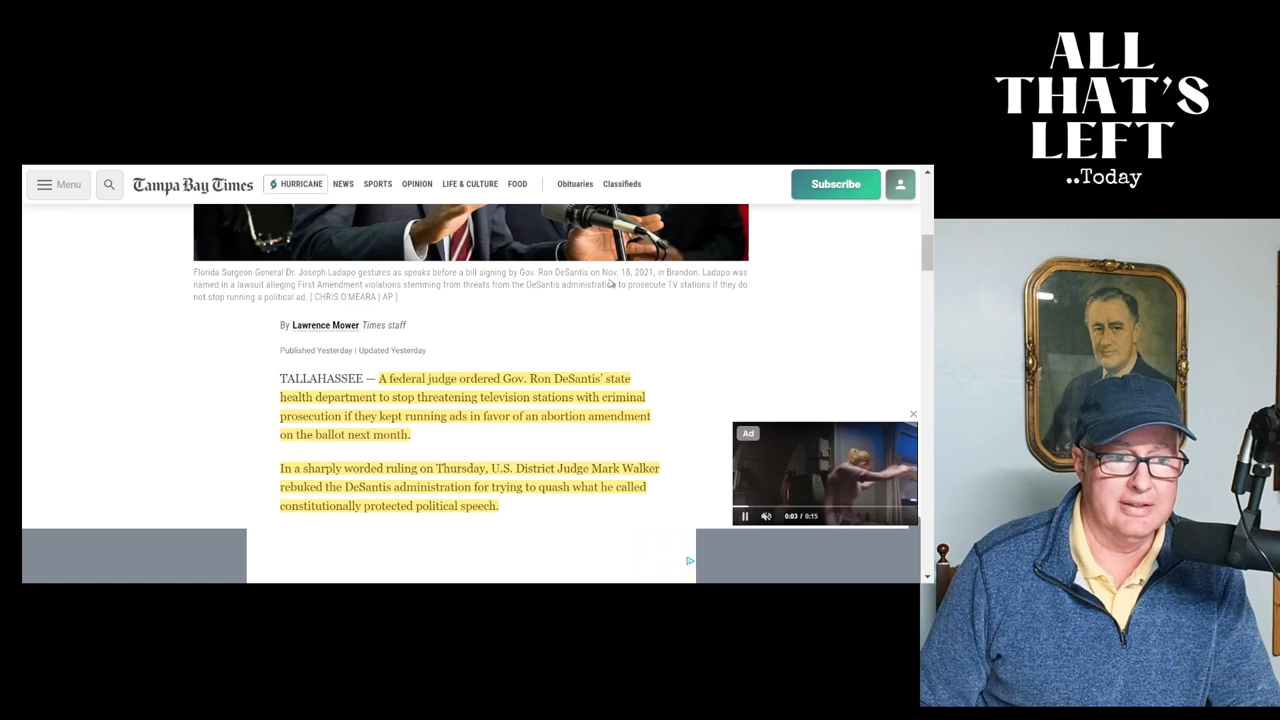 ALL
THAT'S
LEFT
..Today
Menu
Tampa Bay Times
HURRICANE
NEWS
SPORTS
OPINION
LIFE & CULTURE
FOOD
Obituaries
Classifieds
Subscribe
Florida Surgeon General Dr. Joseph Ladapo gestures as speaks before a bill signing by Gov. Ron DeSantis on Nov. 18, 2021, in Brandon. Ladapo was
named in a lawsuit alleging First Amendment violations stemming from threats from the DeSantis administration to prosecute TV stations if they do
not stop running a political ad. [ CHRIS O'MEARA | AP ]
By Lawrence Mower Times staff
Published Yesterday | Updated Yesterday
TALLAHASSEE — A federal judge ordered Gov. Ron DeSantis' state
health department to stop threatening television stations with criminal
prosecution if they kept running ads in favor of an abortion amendment
on the ballot next month.
In a sharply worded ruling on Thursday, U.S. District Judge Mark Walker
rebuked the DeSantis administration for trying to quash what he called
constitutionally protected political speech.
Ad
0:03 / 0:15